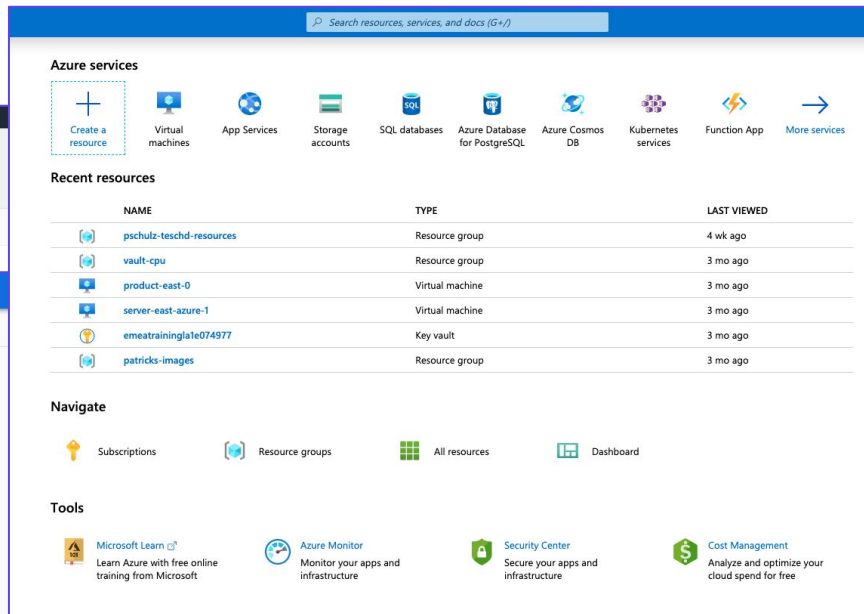 Search resources, services, and docs (G+/)
Azure services
Create a resource
Virtual machines
App Services
Storage accounts
SQL databases
Azure Database for PostgreSQL
Azure Cosmos DB
Kubernetes services
Function App
More services
Recent resources
NAME TYPE LAST VIEWED
pschulz-teschd-resources Resource group 4 wk ago
vault-cpu Resource group 3 mo ago
product-east-0 Virtual machine 3 mo ago
server-east-azure-1 Virtual machine 3 mo ago
emeatrainingla1e074977 Key vault 3 mo ago
patricks-images Resource group 3 mo ago
Navigate
Subscriptions Resource groups All resources Dashboard
Tools
Microsoft Learn
Learn Azure with free online
training from Microsoft
Azure Monitor
Monitor your apps and
infrastructure
Security Center
Secure your apps and
infrastructure
Cost Management
Analyze and optimize your
cloud spend for free